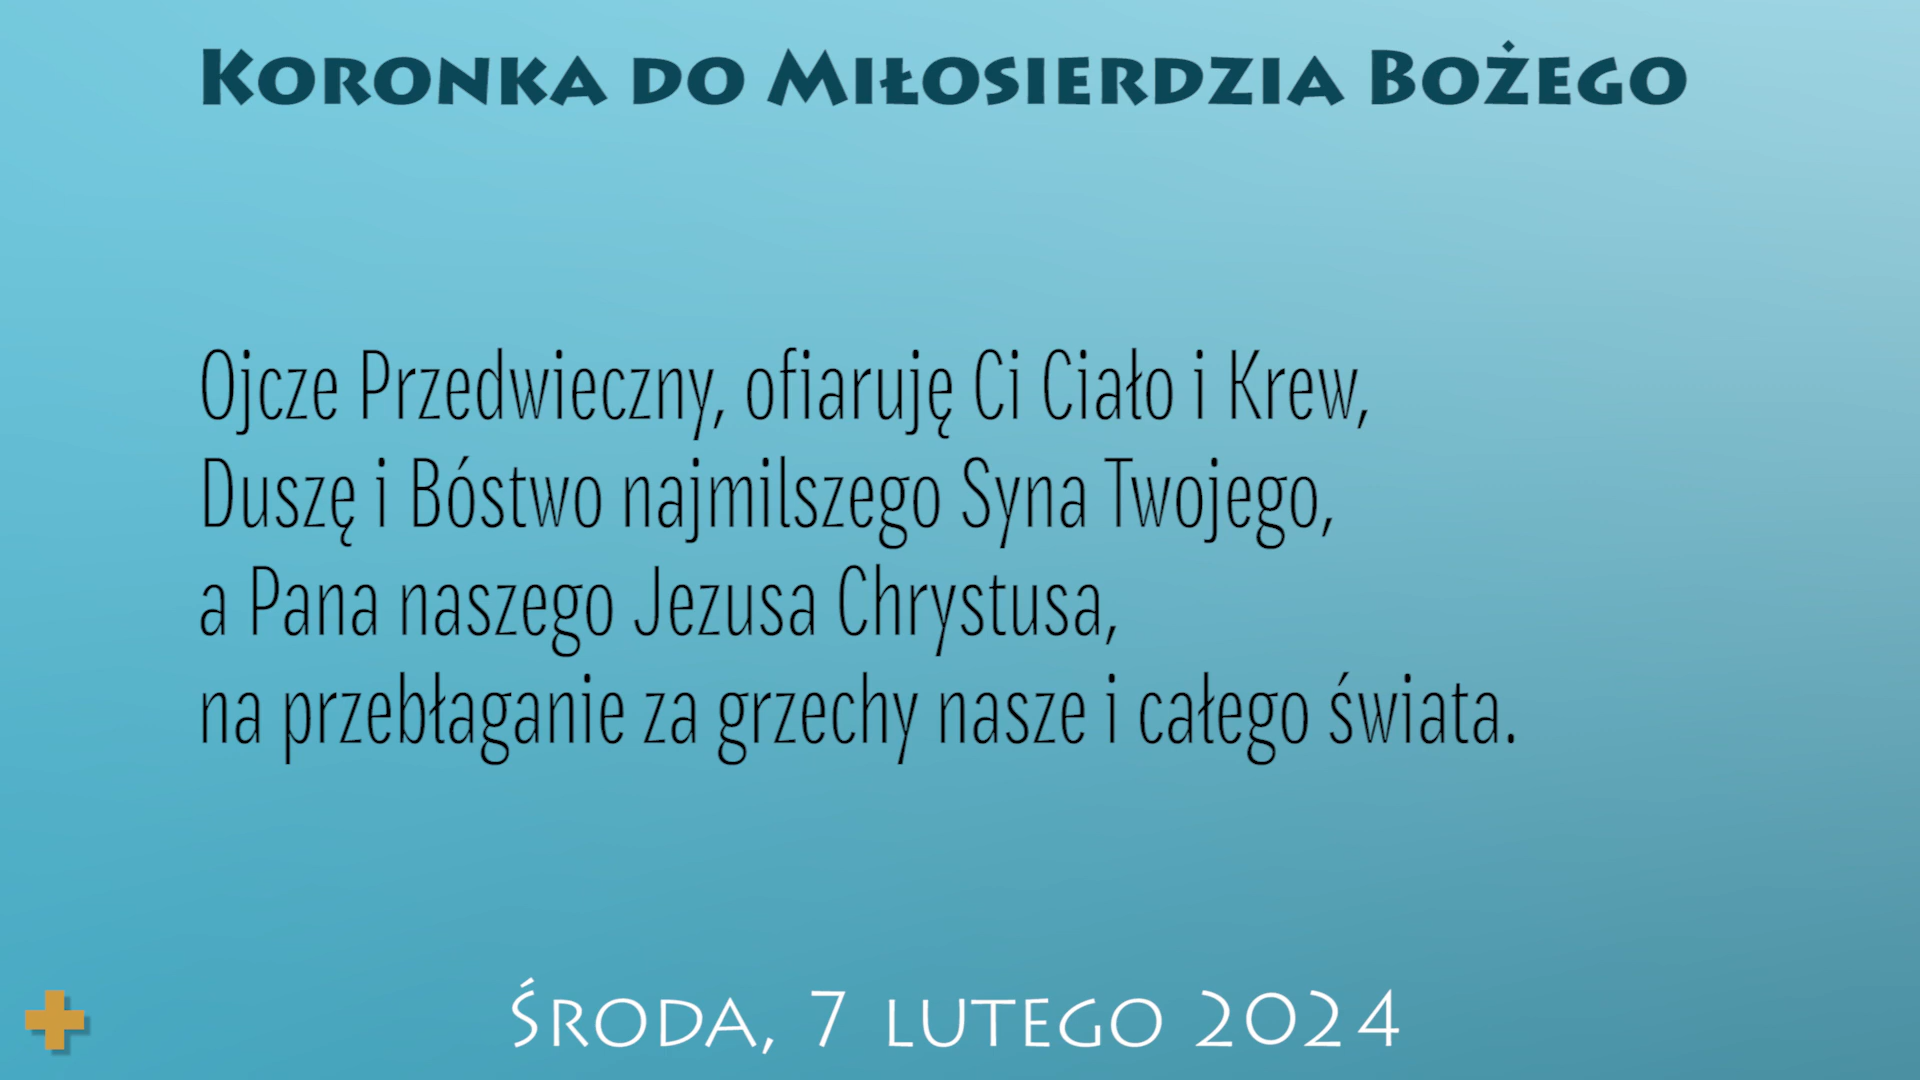 Koronka do Miłosierdzia Bożego
Ojcze Przedwieczny, ofiaruję Ci Ciało i Krew,
Duszę i Bóstwo najmilszego Syna Twojego,
a Pana naszego Jezusa Chrystusa,
na przebłaganie za grzechy nasze i całego świata.
Środa, 7 lutego 2024